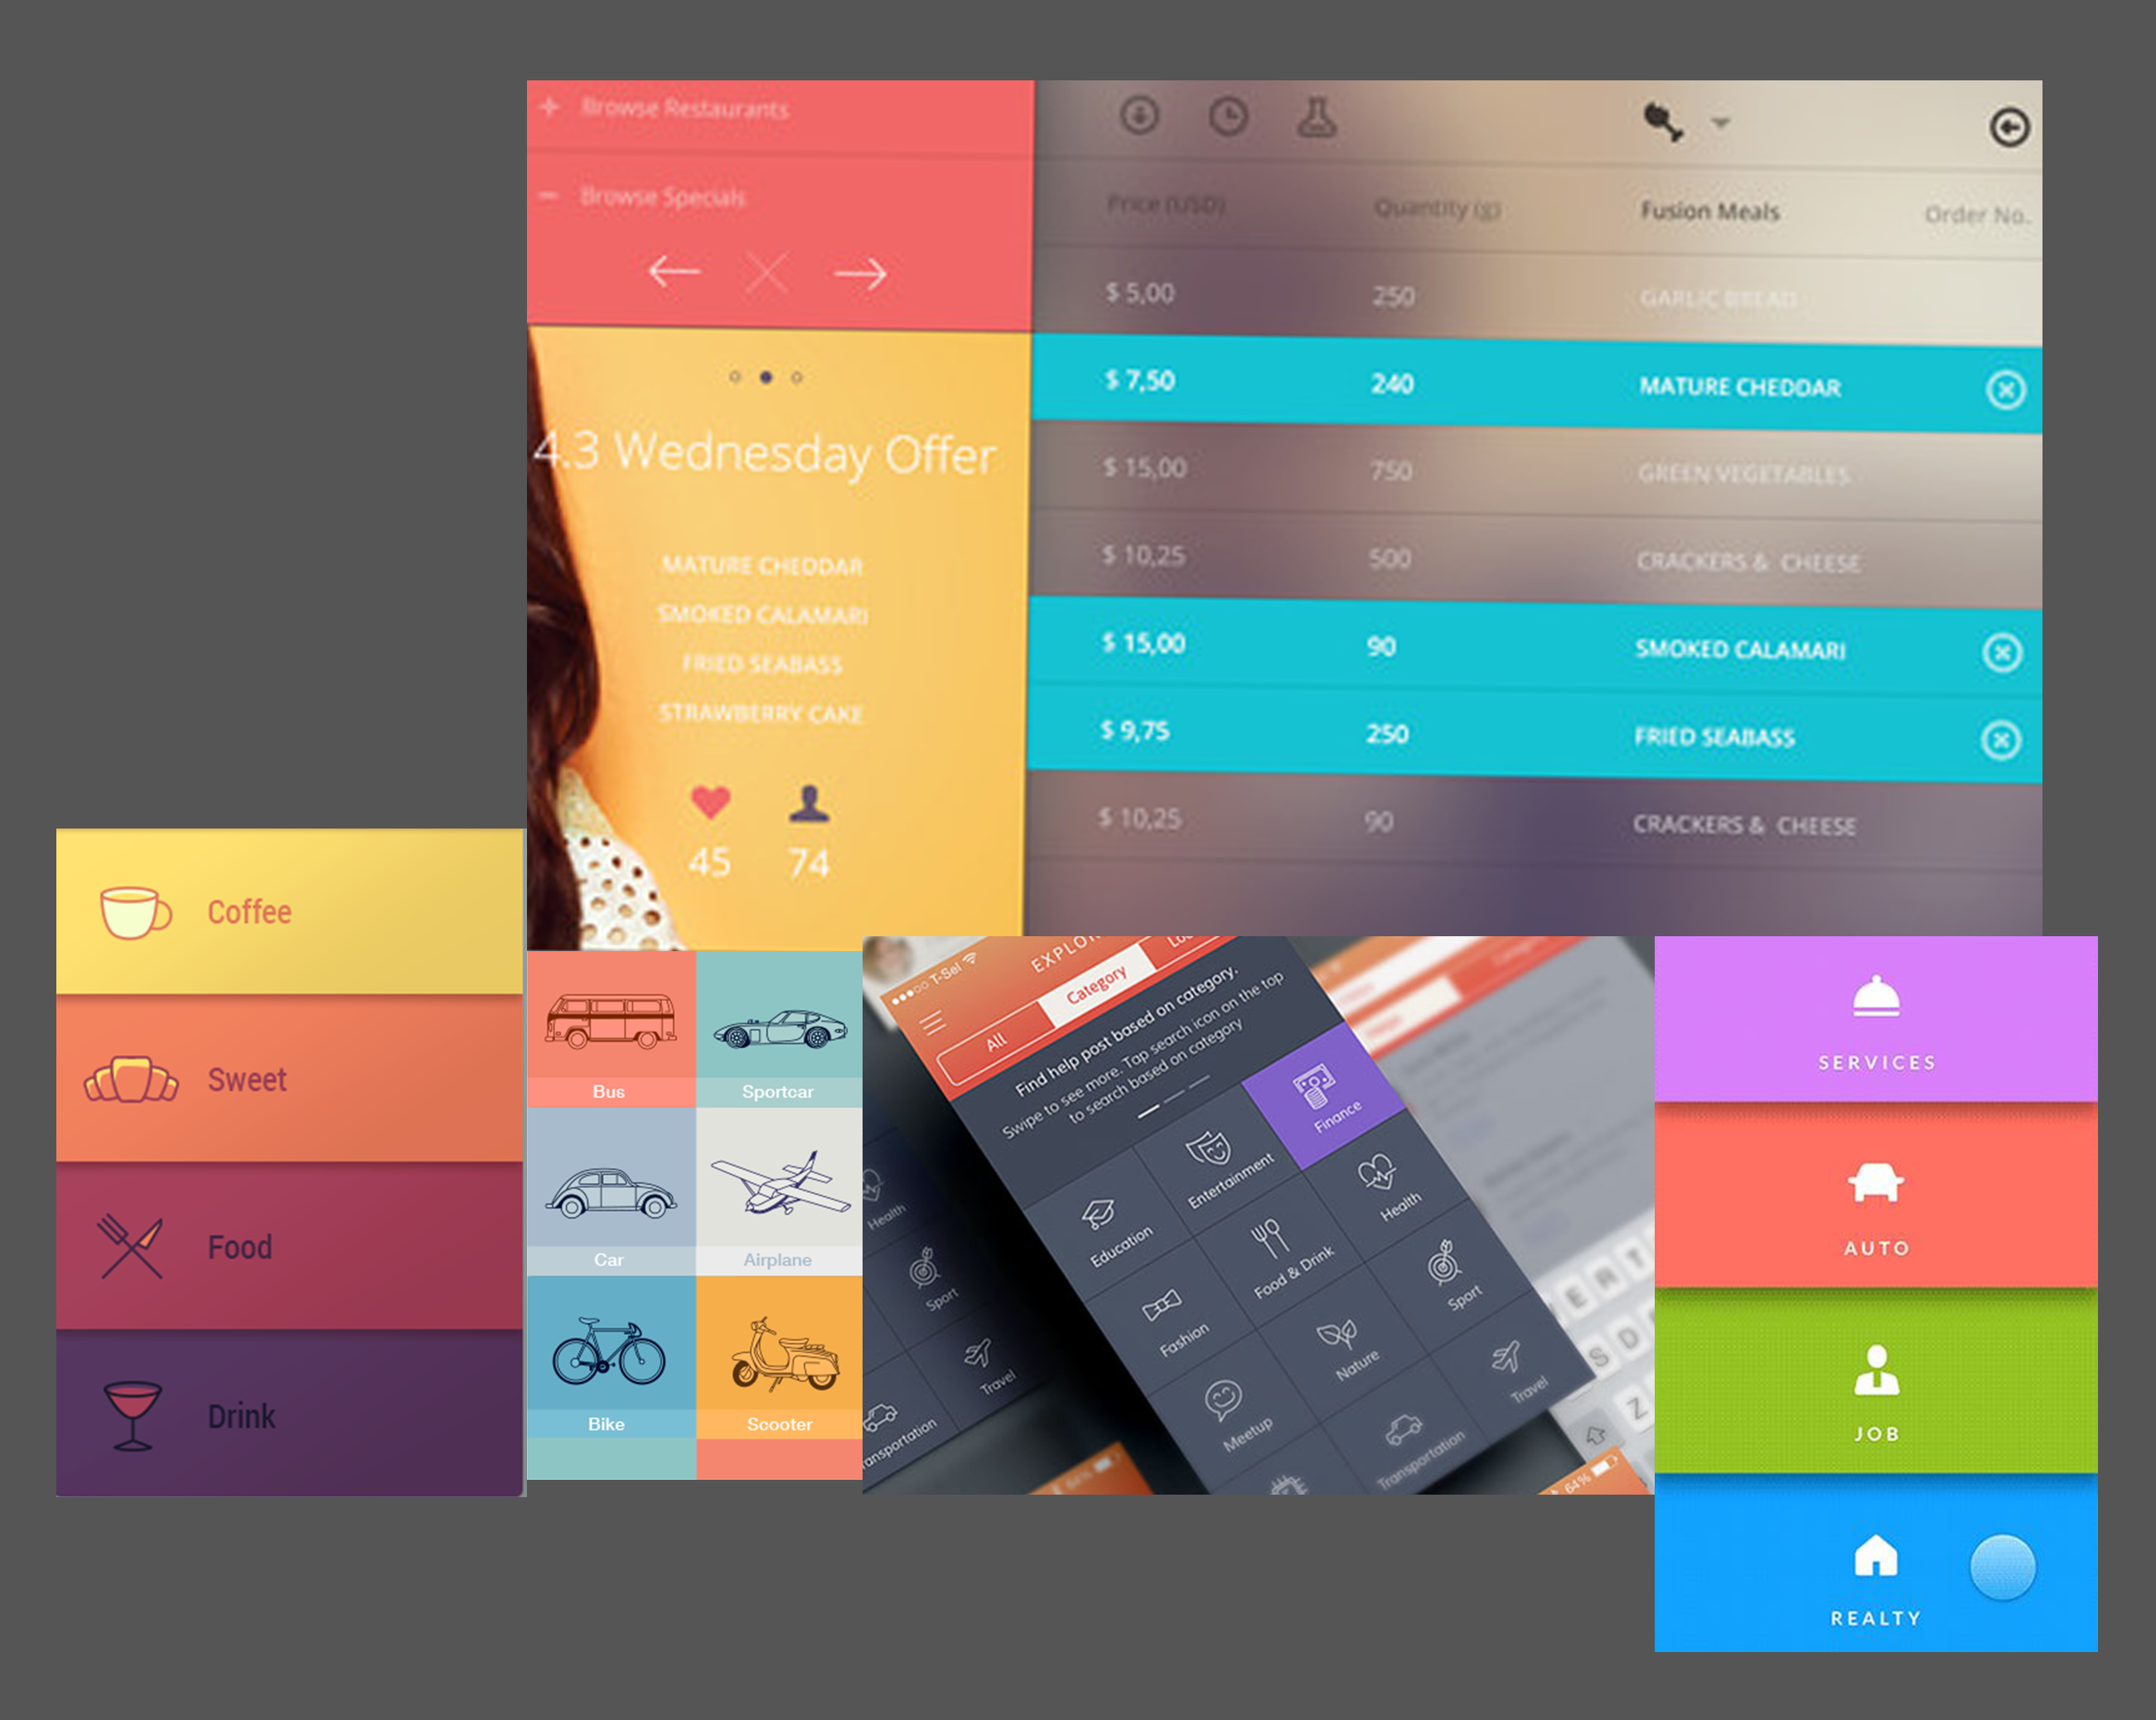 Browse Restaurants
Browse Specials
4.3 Wednesday Offer
MATURE CHEDDAR
SMOKED CALAMARI
FRIED SEABASS
STRAWBERRY CAKE
45 74
Price (USD) Quantity (g) Fusion Meals Order No.
$ 5,00 250 GARLIC BREAD
$ 7,50 240 MATURE CHEDDAR
$ 15,00 750 GREEN VEGETABLES
$ 10,25 500 CRACKERS & CHEESE
$ 15,00 90 SMOKED CALAMARI
$ 9,75 250 FRIED SEABASS
$ 10,25 90 CRACKERS & CHEESE
Coffee
Sweet
Food
Drink
Bus Sportcar
Car Airplane
Bike Scooter
T-Sel
All Category
Find help post based on category.
Swipe to see more. Tap search icon on the top
to search based on category
Education Entertainment Finance
Fashion Food & Drink Health
Meetup Nature Sport
Transportation Travel
Health
Sport
Travel
64%
64%
E R T
S D
Z
SERVICES
AUTO
JOB
REALTY